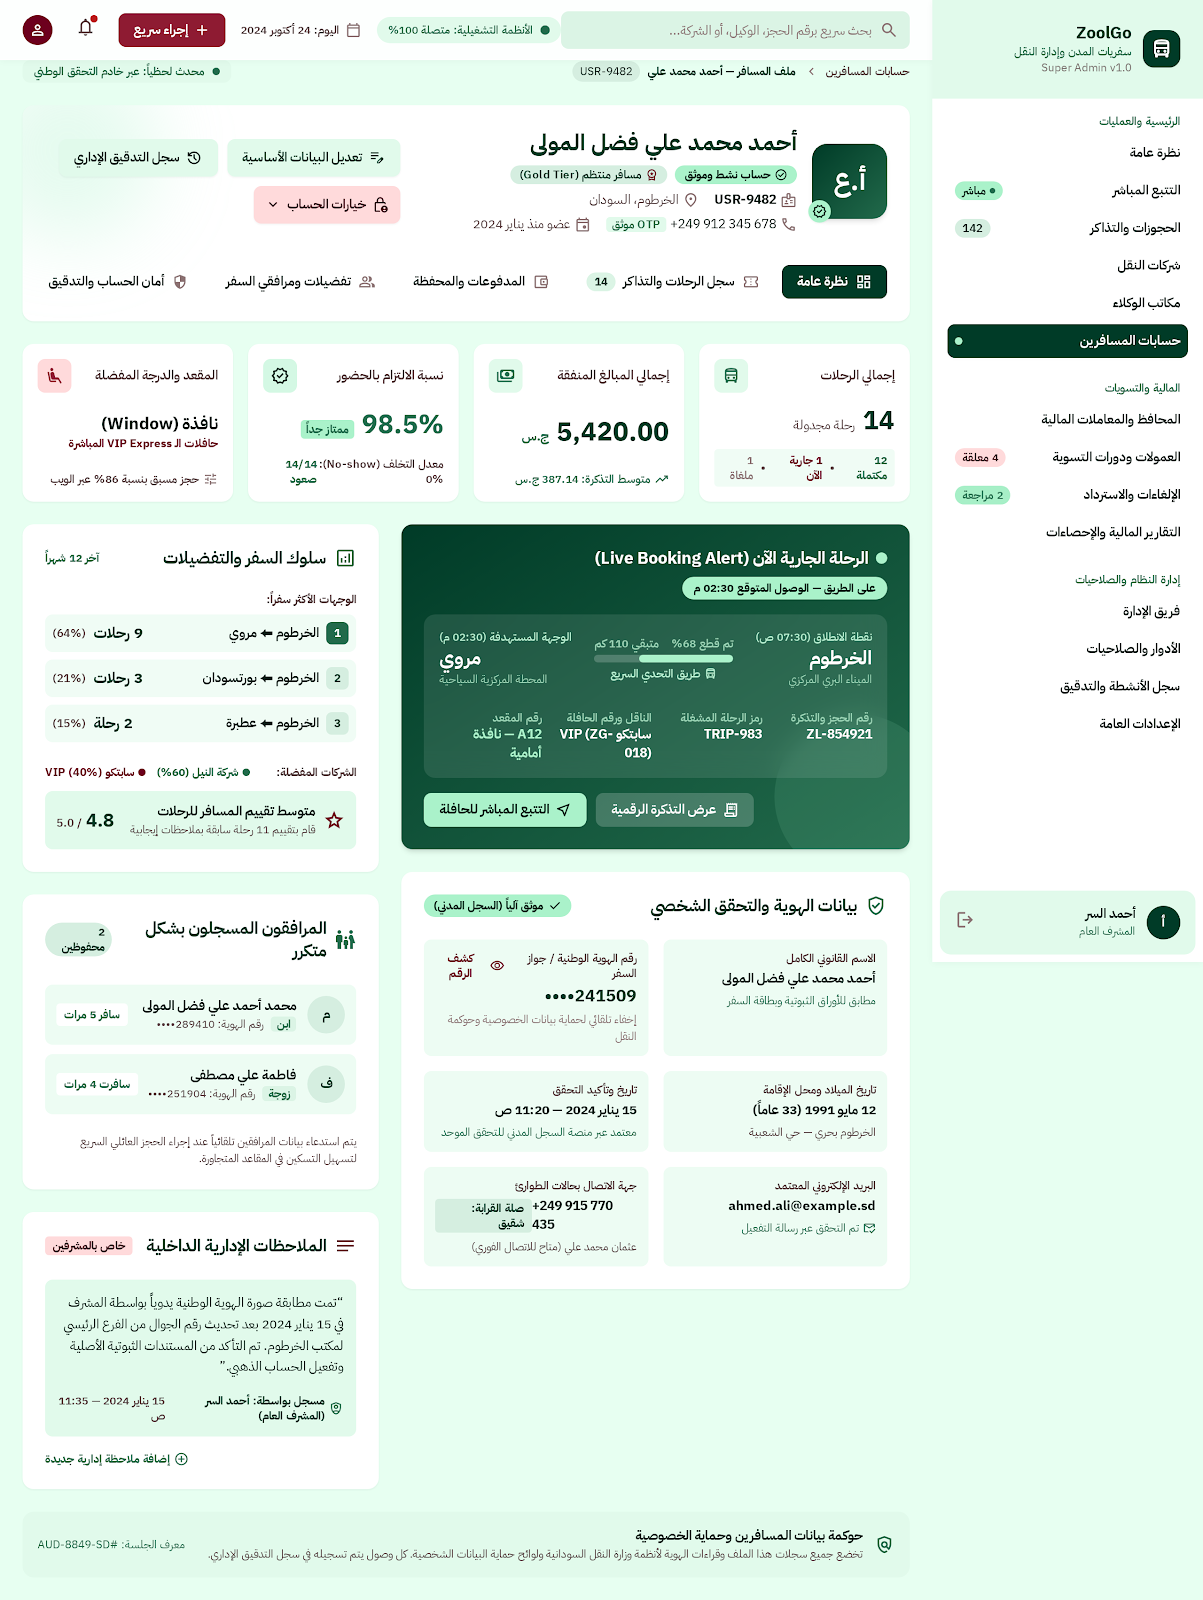 ZoolGo
سفريات المدن وإدارة النقل
Super Admin v1.0
الرئيسية والعمليات
نظرة عامة
التتبع المباشر
مباشر
الحجوزات والتذاكر
142
شركات النقل
مكاتب الوكلاء
حسابات المسافرين
المالية والتسويات
المحافظ والمعاملات المالية
العمولات ودورات التسوية
4 معلقة
الإلغاءات والاسترداد
2 مراجعة
التقارير المالية والإحصاءات
إدارة النظام والصلاحيات
فريق الإدارة
الأدوار والصلاحيات
سجل الأنشطة والتدقيق
الإعدادات العامة
أ
أحمد السر
المشرف العام
بحث سريع برقم الحجز، الوكيل، أو الشركة...
الأنظمة التشغيلية: متصلة 100%
اليوم: 24 أكتوبر 2024
إجراء سريع
حسابات المسافرين
ملف المسافر — أحمد محمد علي
USR-9482
محدث لحظياً: عبر خادم التحقق الوطني
أ.ع
أحمد محمد علي فضل المولى
حساب نشط وموثق
مسافر منتظم (Gold Tier)
USR-9482
الخرطوم، السودان
+249 912 345 678
OTP موثق
عضو منذ يناير 2024
تعديل البيانات الأساسية
سجل التدقيق الإداري
خيارات الحساب
نظرة عامة
سجل الرحلات والتذاكر
14
المدفوعات والمحفظة
تفضيلات ومرافقي السفر
أمان الحساب والتدقيق
إجمالي الرحلات
14 رحلة مجدولة
12 مكتملة
•
1 جارية الآن
•
1 ملغاة
إجمالي المبالغ المنفقة
5,420.00 ج.س
متوسط التذكرة: 387.14 ج.س
نسبة الالتزام بالحضور
98.5%
ممتاز جداً
معدل التخلف (No-show): 0%
14/14 صعود
المقعد والدرجة المفضلة
نافذة (Window)
حافلات الـ VIP Express المباشرة
حجز مسبق بنسبة 86% عبر الويب
الرحلة الجارية الآن (Live Booking Alert)
على الطريق — الوصول المتوقع 02:30 م
نقطة الانطلاق (07:30 ص)
الخرطوم
الميناء البري المركزي
تم قطع 68%
متبقي 110 كم
طريق التحدي السريع
الوجهة المستهدفة (02:30 م)
مروي
المحطة المركزية السياحية
رقم الحجز والتذكرة
ZL-854921
رمز الرحلة المشغلة
TRIP-983
الناقل ورقم الحافلة
سابتكو VIP (ZG-
018)
رقم المقعد
A12 — نافذة
أمامية
عرض التذكرة الرقمية
التتبع المباشر للحافلة
بيانات الهوية والتحقق الشخصي
موثق آلياً (السجل المدني)
الاسم القانوني الكامل
أحمد محمد علي فضل المولى
مطابق للأوراق الثبوتية وبطاقة السفر
رقم الهوية الوطنية / جواز
السفر
كشف
الرقم
••••241509
إخفاء تلقائي لحماية بيانات الخصوصية وحوكمة
النقل
تاريخ الميلاد ومحل الإقامة
12 مايو 1991 (33 عاماً)
الخرطوم بحري — حي الشعبية
تاريخ وتأكيد التحقق
15 يناير 2024 — 11:20 ص
معتمد عبر منصة السجل المدني للتحقق الموحد
البريد الإلكتروني المعتمد
ahmed.ali@example.sd
تم التحقق عبر رسالة التفعيل
جهة الاتصال بحالات الطوارئ
+249 915 770
435
صلة القرابة:
شقيق
عثمان محمد علي (متاح للاتصال الفوري)
سلوك السفر والتفضيلات
آخر 12 شهراً
الوجهات الأكثر سفراً:
1
الخرطوم ⬅ مروي
9 رحلات (64%)
2
الخرطوم ⬅ بورتسودان
3 رحلات (21%)
3
الخرطوم ⬅ عطبرة
2 رحلة (15%)
الشركات المفضلة:
شركة النيل (60%)
سابتكو VIP (40%)
متوسط تقييم المسافر للرحلات
قام بتقييم 11 رحلة سابقة بملاحظات إيجابية
4.8 / 5.0
المرافقون المسجلون بشكل
متكرر
2
محفوظين
م
محمد أحمد علي فضل المولى
ابن
رقم الهوية: 289410••••
سافر 5 مرات
ف
فاطمة علي مصطفى
زوجة
رقم الهوية: 251904••••
سافرت 4 مرات
يتم استدعاء بيانات المرافقين تلقائياً عند إجراء الحجز العائلي السريع
لتسهيل التسكين في المقاعد المتجاورة.
الملاحظات الإدارية الداخلية
خاص بالمشرفين
“تمت مطابقة صورة الهوية الوطنية يدوياً بواسطة المشرف
في 15 يناير 2024 بعد تحديث رقم الجوال من الفرع الرئيسي
لمكتب الخرطوم. تم التأكد من المستندات الثبوتية الأصلية
وتفعيل الحساب الذهبي.”
مسجل بواسطة: أحمد السر
(المشرف العام)
15 يناير 2024 — 11:35
ص
إضافة ملاحظة إدارية جديدة
حوكمة بيانات المسافرين وحماية الخصوصية
تخضع جميع سجلات هذا الملف وقراءات الهوية لأنظمة وزارة النقل السودانية ولوائح حماية البيانات الشخصية. كل وصول يتم تسجيله في سجل التدقيق الإداري.
معرف الجلسة: #AUD-8849-SD